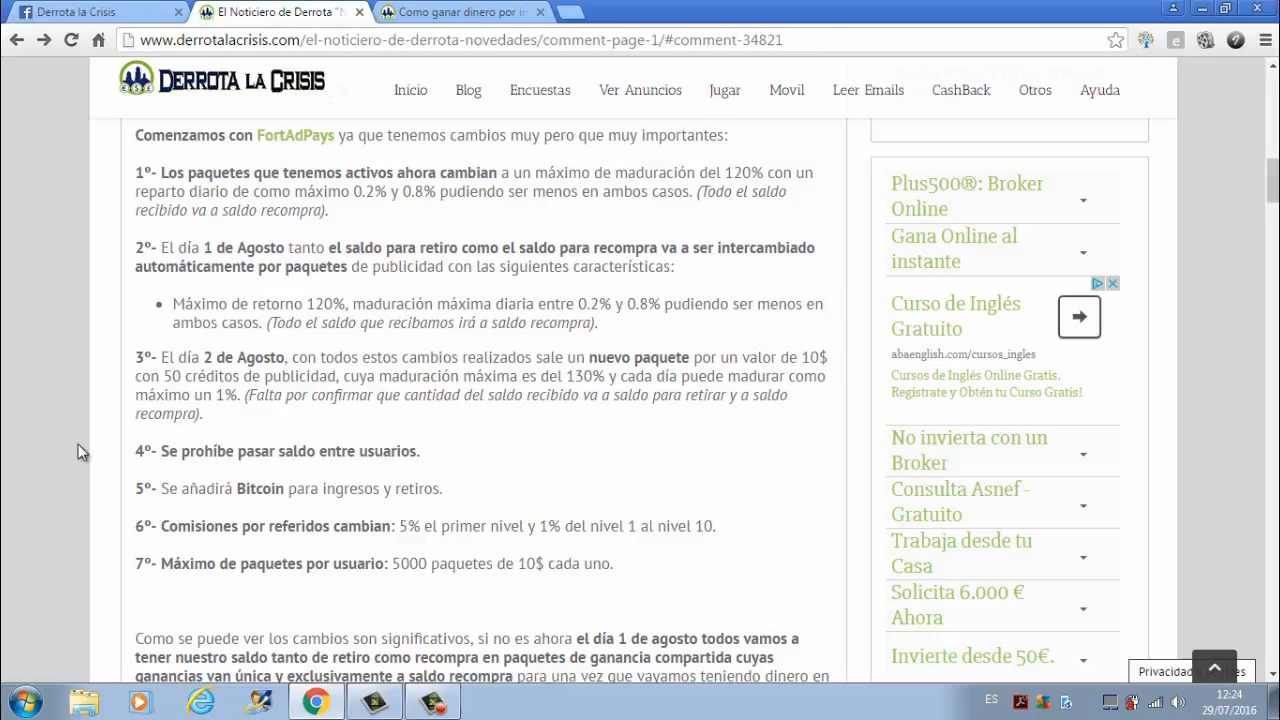 Derrota la Crisis
El Noticiero de Derrota "N
Como ganar dinero por in
www.derrotalacrisis.com/el-noticiero-de-derrota-novedades/comment-page-1/#comment-34821
DERROTA LA CRISIS
Inicio Blog Encuestas Ver Anuncios Jugar Movil Leer Emails CashBack Otros Ayuda
Comenzamos con FortAdPays ya que tenemos cambios muy pero que muy importantes:
1º- Los paquetes que tenemos activos ahora cambian a un máximo de maduración del 120% con un
reparto diario de como máximo 0.2% y 0.8% pudiendo ser menos en ambos casos. (Todo el saldo
recibido va a saldo recompra).
2º- El día 1 de Agosto tanto el saldo para retiro como el saldo para recompra va a ser intercambiado
automáticamente por paquetes de publicidad con las siguientes características:
• Máximo de retorno 120%, maduración máxima diaria entre 0.2% y 0.8% pudiendo ser menos en
ambos casos. (Todo el saldo que recibamos irá a saldo recompra).
3º- El día 2 de Agosto, con todos estos cambios realizados sale un nuevo paquete por un valor de 10$
con 50 créditos de publicidad, cuya maduración máxima es del 130% y cada día puede madurar como
máximo un 1%. (Falta por confirmar que cantidad del saldo recibido va a saldo para retirar y a saldo
recompra).
4º- Se prohíbe pasar saldo entre usuarios.
5º- Se añadirá Bitcoin para ingresos y retiros.
6º- Comisiones por referidos cambian: 5% el primer nivel y 1% del nivel 1 al nivel 10.
7º- Máximo de paquetes por usuario: 5000 paquetes de 10$ cada uno.
Como se puede ver los cambios son significativos, si no es ahora el día 1 de agosto todos vamos a
tener nuestro saldo tanto de retiro como recompra en paquetes de ganancia compartida cuyas
ganancias van única y exclusivamente a saldo recompra para una vez que vayamos teniendo dinero en
Plus500®: Broker
Online
Gana Online al
instante
Curso de Inglés
Gratuito
abaenglish.com/cursos_ingles
Cursos de Inglés Online Gratis.
Registrate y Obtén tu Curso Gratis!
No invierta con un
Broker
Consulta Asnef -
Gratuito
Trabaja desde tu
Casa
Solicita 6.000 €
Ahora
Invierte desde 50€.
ES
12:24
29/07/2016